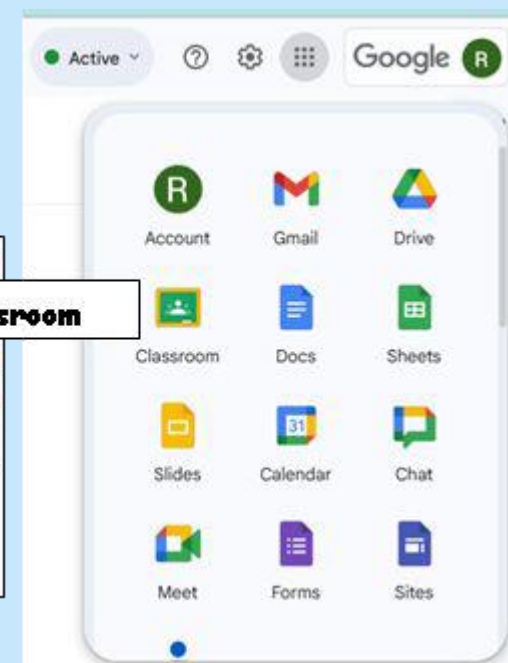 Active
Google R
R
Account Gmail Drive
Classroom Docs Sheets
31
Slides Calendar Chat
Meet Forms Sites